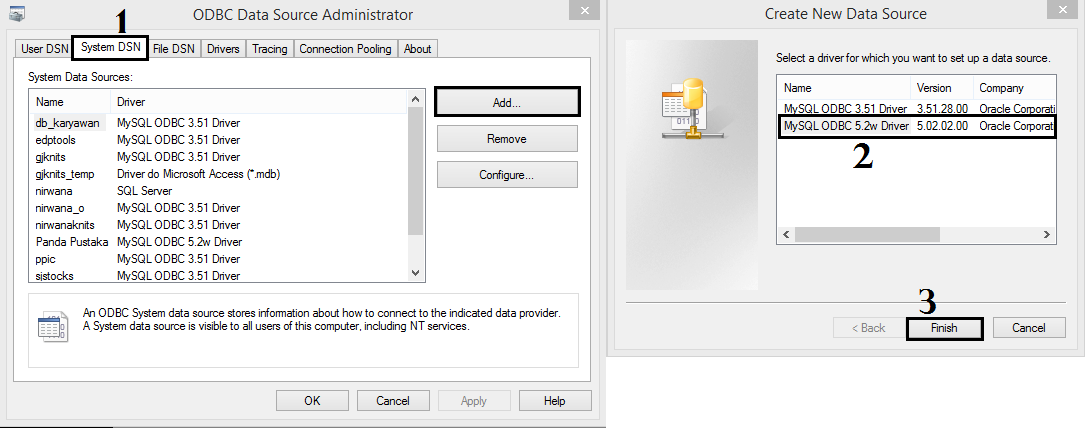 ODBC Data Source Administrator
1
User DSN System DSN File DSN Drivers Tracing Connection Pooling About
System Data Sources:
Name Driver
db_karyawan MySQL ODBC 3.51 Driver
edptools MySQL ODBC 3.51 Driver
gjknits MySQL ODBC 3.51 Driver
gjknits_temp Driver do Microsoft Access (*.mdb)
nirwana SQL Server
nirwana_o MySQL ODBC 3.51 Driver
nirwanaknits MySQL ODBC 3.51 Driver
Panda Pustaka MySQL ODBC 5.2w Driver
ppic MySQL ODBC 3.51 Driver
sjstocks MySQL ODBC 3.51 Driver
Add...
Remove
Configure...
An ODBC System data source stores information about how to connect to the indicated data provider.
A System data source is visible to all users of this computer, including NT services.
OK Cancel Apply Help
Create New Data Source
Select a driver for which you want to set up a data source.
Name Version Company
MySQL ODBC 3.51 Driver 3.51.28.00 Oracle Corporati
MySQL ODBC 5.2w Driver 5.02.02.00 Oracle Corporat
2
3
< Back Finish Cancel